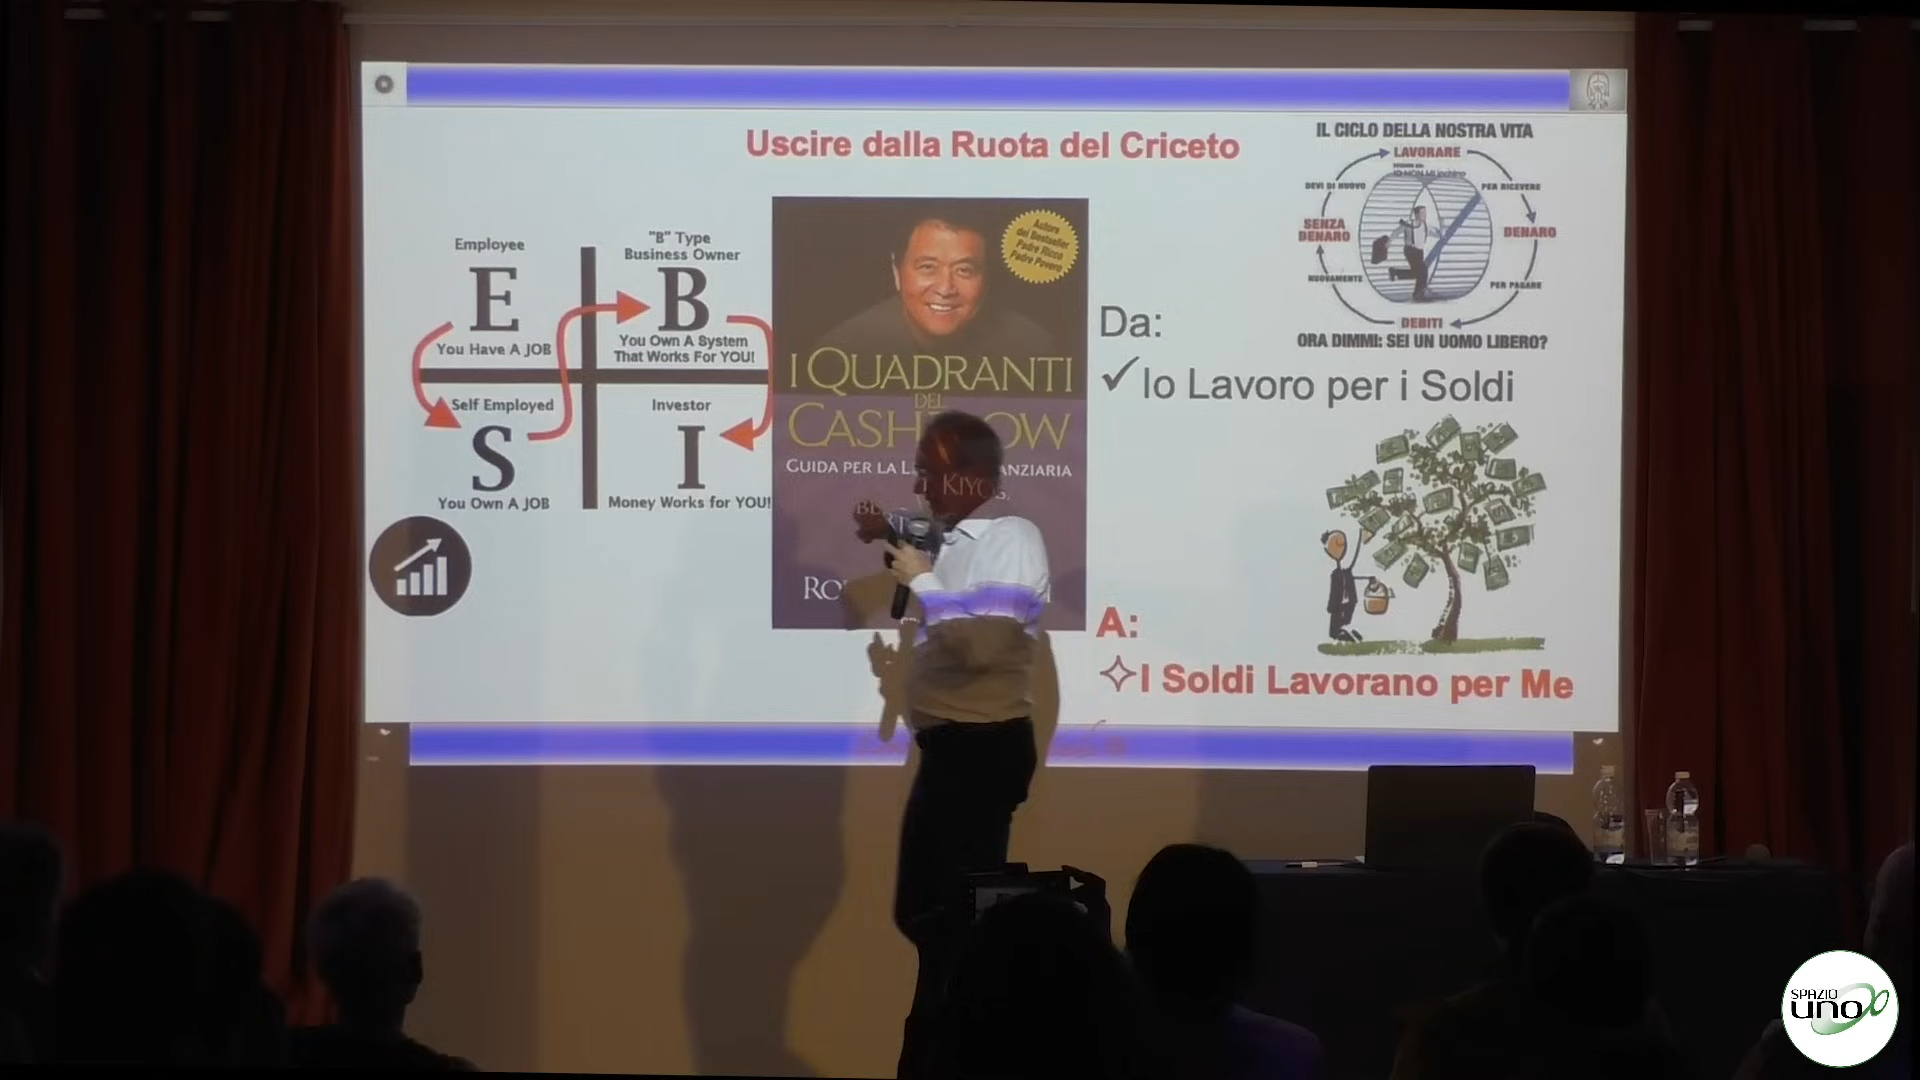 Uscire dalla Ruota del Criceto
Employee
E
You Have A JOB
"B" Type
Business Owner
B
You Own A System
That Works For YOU!
Self Employed
S
You Own A JOB
Investor
I
Money Works for YOU!
Autore
del Bestseller
Padre Ricco
Padre Povero
I QUADRANTI
DEL
CASH OW
GUIDA PER LA ANZIARIA
IL CICLO DELLA NOSTRA VITA
LAVORARE
PER RICEVERE
DENARO
PER PAGARE
DEBITI
NUOVAMENTE
SENZA
DENARO
DEVI DI NUOVO
ORA DIMMI: SEI UN UOMO LIBERO?
Da:
✓Io Lavoro per i Soldi
A:
✧I Soldi Lavorano per Me
SPAZIO
uno